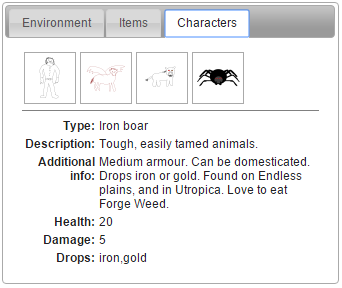 Environment Items Characters
Type: Iron boar
Description: Tough, easily tamed animals.
Additional info: Medium armour. Can be domesticated.
Drops iron or gold. Found on Endless
plains, and in Utropica. Love to eat
Forge Weed.
Health: 20
Damage: 5
Drops: iron,gold